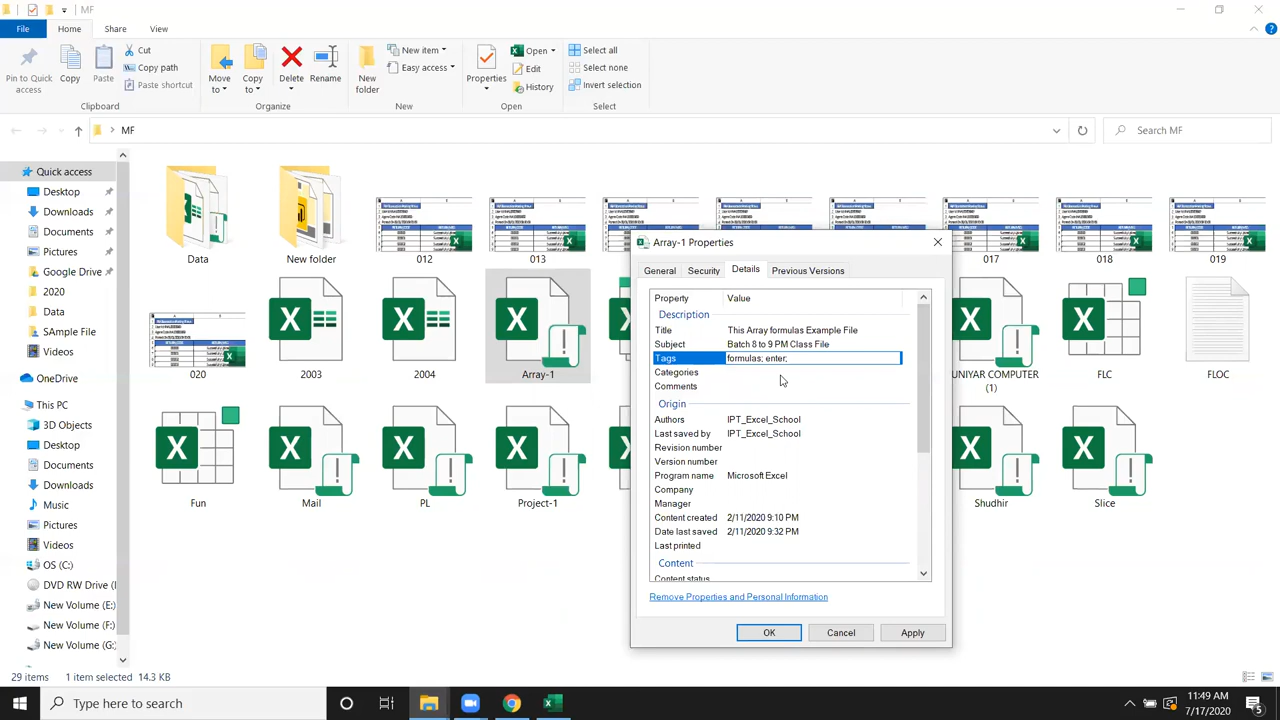 MF
File Home Share View
Pin to Quick access
Copy
Paste
Cut
Copy path
Paste shortcut
Clipboard
Move to
Copy to
Delete
Rename
Organize
New folder
New item
Easy access
New
Properties
Open
Edit
History
Open
Select all
Select none
Invert selection
Select
MF
Search MF
Quick access
Desktop
Downloads
Documents
Pictures
Google Drive
2020
Data
SAmple File
Videos
OneDrive
This PC
3D Objects
Desktop
Documents
Downloads
Music
Pictures
Videos
OS (C:)
DVD RW Drive (
New Volume (E:)
New Volume (F:)
New Volume (G:
Data
New folder
012
013
017
018
019
020
2003
2004
Array-1
UNIYAR COMPUTER (1)
FLC
FLOC
Fun
Mail
PL
Project-1
Shudhir
Slice
Array-1 Properties
General Security Details Previous Versions
Property Value
Description
Title This Array formulas Example File
Subject Batch 8 to 9 PM Class File
Tags formulas; enter;
Categories
Comments
Origin
Authors IPT_Excel_School
Last saved by IPT_Excel_School
Revision number
Version number
Program name Microsoft Excel
Company
Manager
Content created 2/11/2020 9:10 PM
Date last saved 2/11/2020 9:32 PM
Last printed
Content
Content status
Remove Properties and Personal Information
OK Cancel Apply
29 items 1 item selected 14.3 KB
Type here to search
11:49 AM
7/17/2020
5